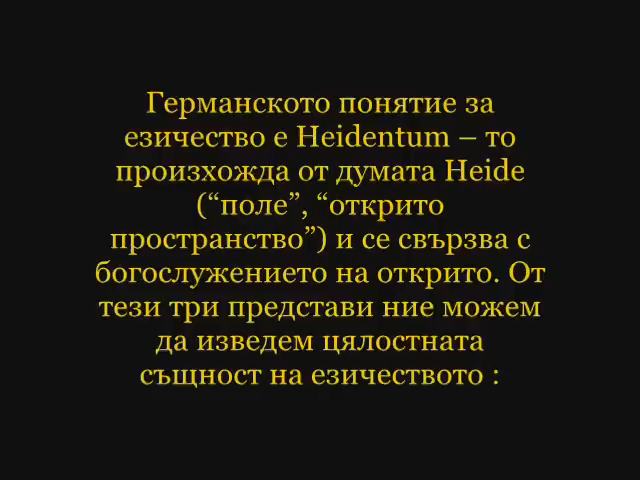 Германското понятие за
езичество е Heidentum – то
произхожда от думата Heide
(“поле”, “открито
пространство”) и се свързва с
богослужението на открито. От
тези три представи ние можем
да изведем цялостната
същност на езичеството :